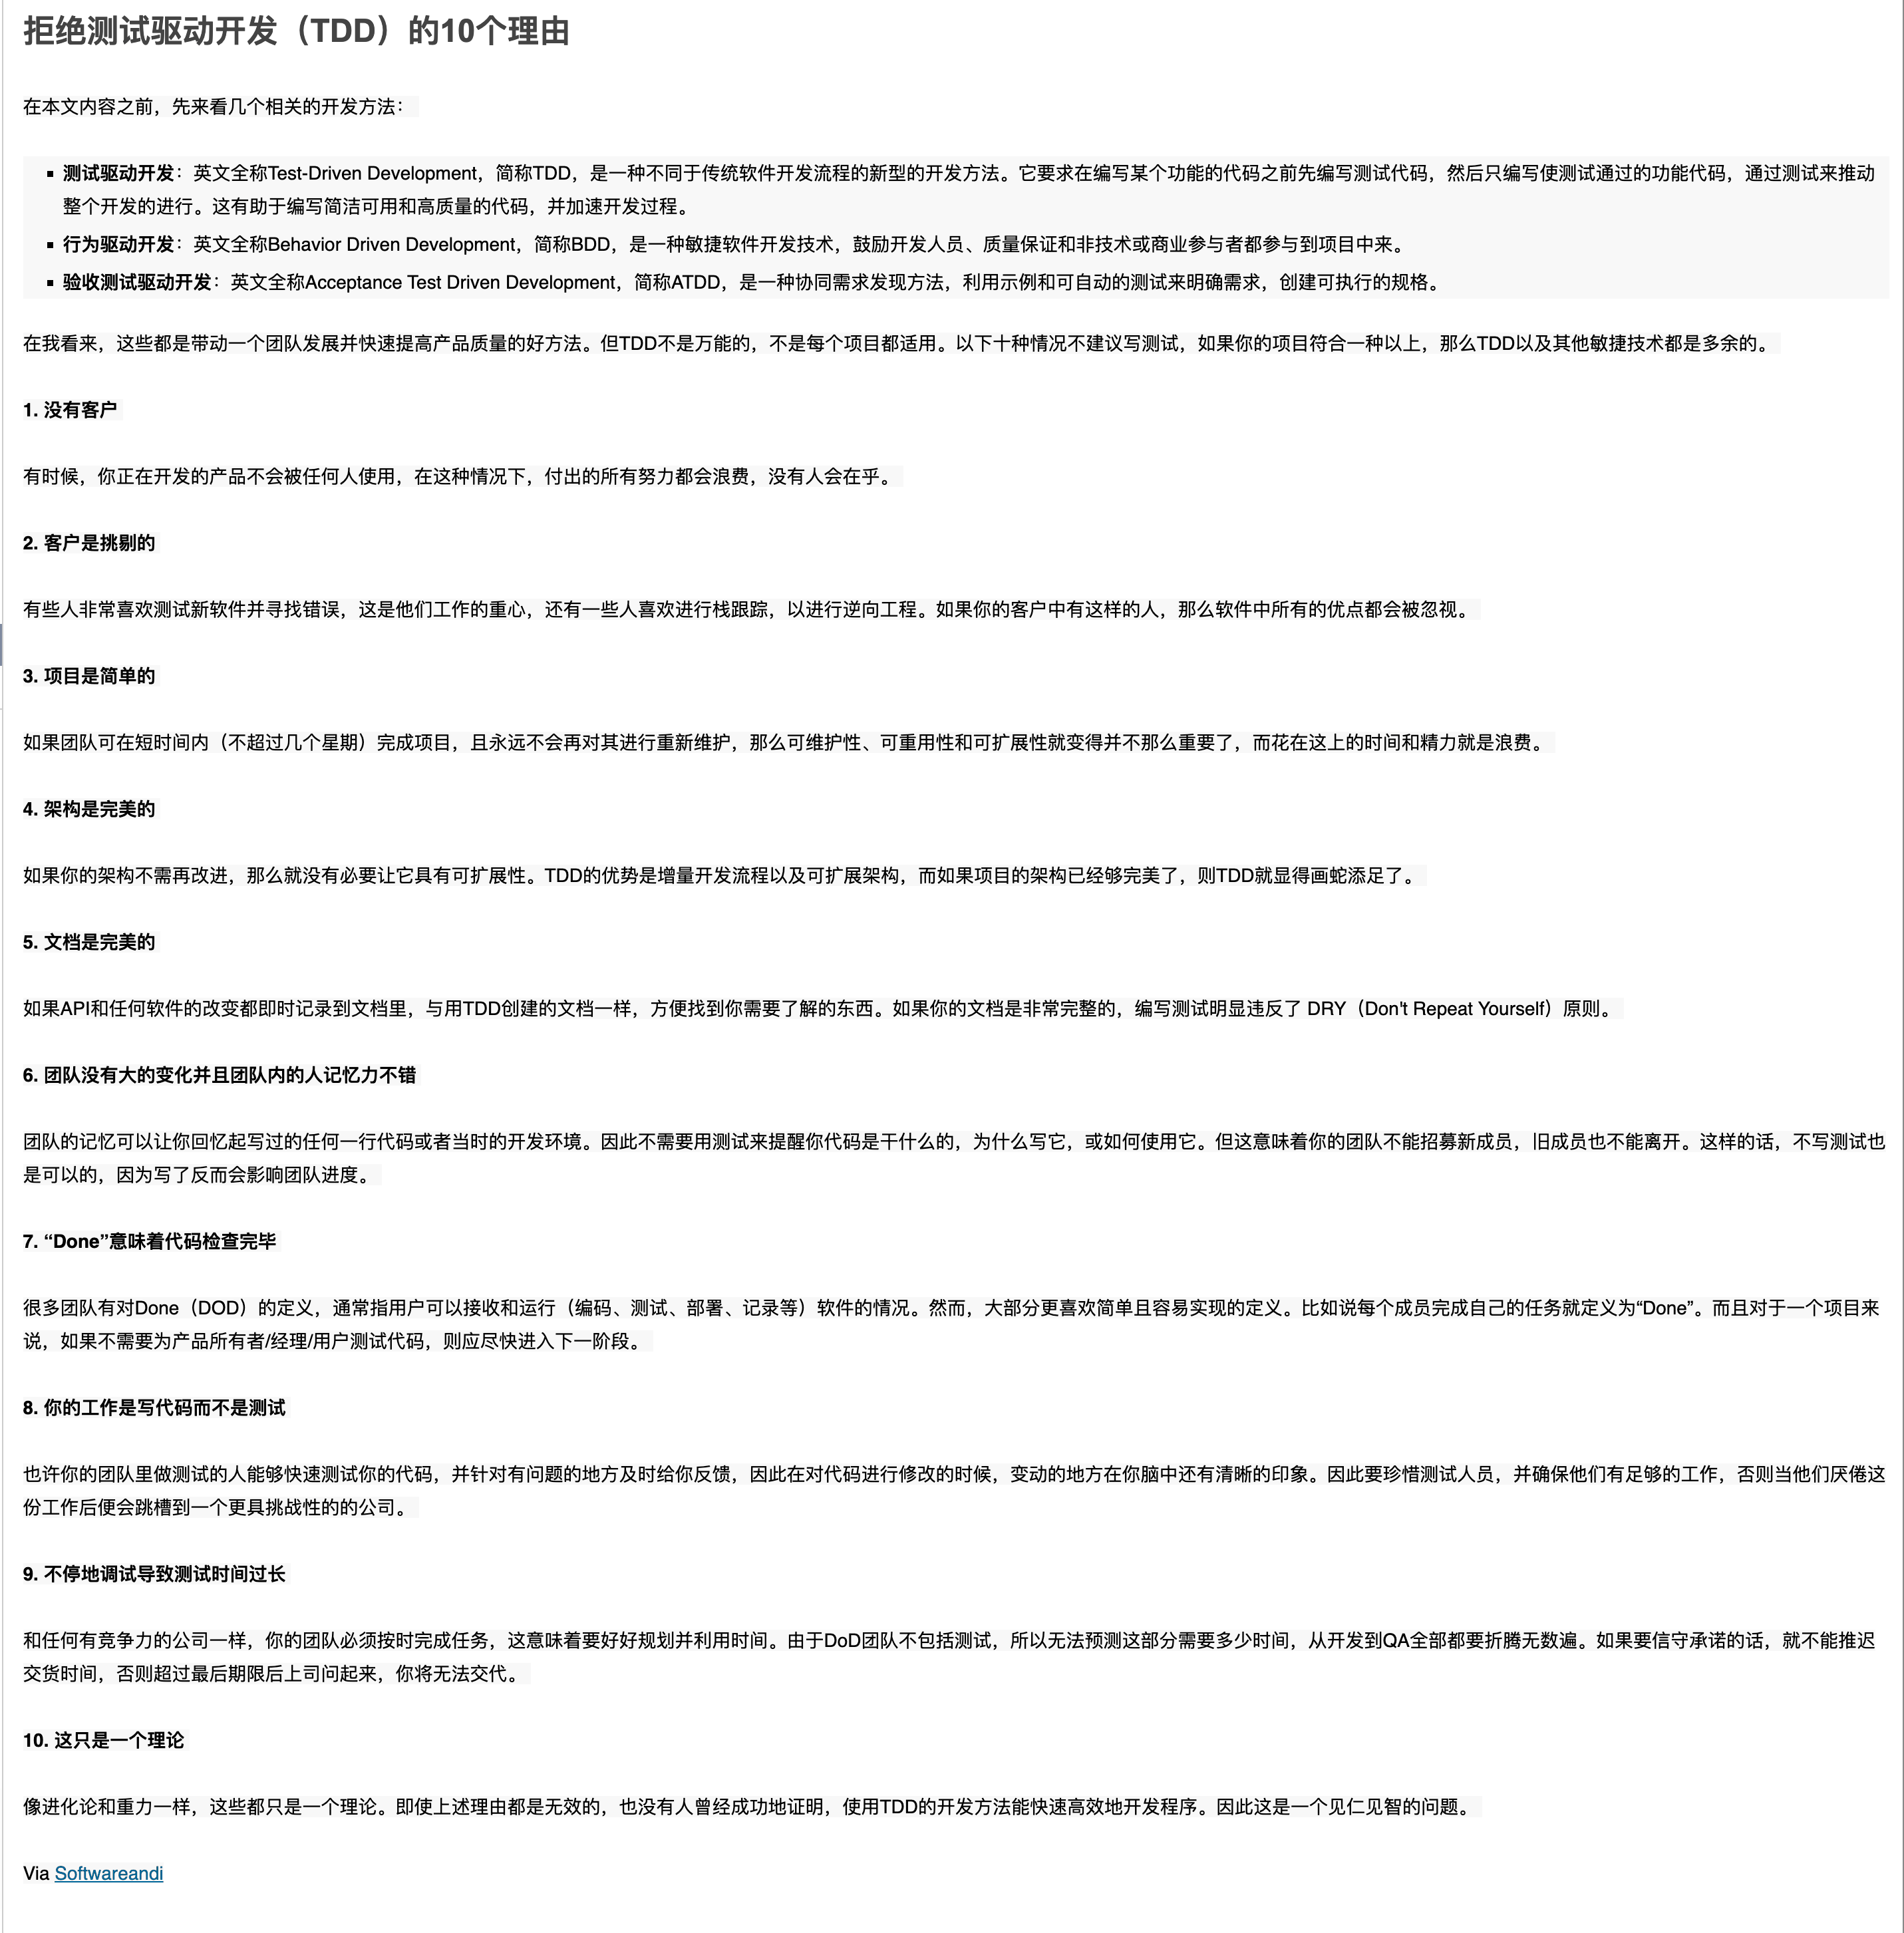 拒绝测试驱动开发（TDD）的10个理由
在本文内容之前，先来看几个相关的开发方法：
▪ 测试驱动开发：英文全称Test-Driven Development，简称TDD，是一种不同于传统软件开发流程的新型的开发方法。它要求在编写某个功能的代码之前先编写测试代码，然后只编写使测试通过的功能代码，通过测试来推动
整个开发的进行。这有助于编写简洁可用和高质量的代码，并加速开发过程。
▪ 行为驱动开发：英文全称Behavior Driven Development，简称BDD，是一种敏捷软件开发技术，鼓励开发人员、质量保证和非技术或商业参与者都参与到项目中来。
▪ 验收测试驱动开发：英文全称Acceptance Test Driven Development，简称ATDD，是一种协同需求发现方法，利用示例和可自动的测试来明确需求，创建可执行的规格。
在我看来，这些都是带动一个团队发展并快速提高产品质量的好方法。但TDD不是万能的，不是每个项目都适用。以下十种情况不建议写测试，如果你的项目符合一种以上，那么TDD以及其他敏捷技术都是多余的。
1. 没有客户
有时候，你正在开发的产品不会被任何人使用，在这种情况下，付出的所有努力都会浪费，没有人会在乎。
2. 客户是挑剔的
有些人非常喜欢测试新软件并寻找错误，这是他们工作的重心，还有一些人喜欢进行栈跟踪，以进行逆向工程。如果你的客户中有这样的人，那么软件中所有的优点都会被忽视。
3. 项目是简单的
如果团队可在短时间内（不超过几个星期）完成项目，且永远不会再对其进行重新维护，那么可维护性、可重用性和可扩展性就变得并不那么重要了，而花在这上的时间和精力就是浪费。
4. 架构是完美的
如果你的架构不需再改进，那么就没有必要让它具有可扩展性。TDD的优势是增量开发流程以及可扩展架构，而如果项目的架构已经够完美了，则TDD就显得画蛇添足了。
5. 文档是完美的
如果API和任何软件的改变都即时记录到文档里，与用TDD创建的文档一样，方便找到你需要了解的东西。如果你的文档是非常完整的，编写测试明显违反了 DRY（Don't Repeat Yourself）原则。
6. 团队没有大的变化并且团队内的人记忆力不错
团队的记忆可以让你回忆起写过的任何一行代码或者当时的开发环境。因此不需要用测试来提醒你代码是干什么的，为什么写它，或如何使用它。但这意味着你的团队不能招募新成员，旧成员也不能离开。这样的话，不写测试也
是可以的，因为写了反而会影响团队进度。
7. “Done”意味着代码检查完毕
很多团队有对Done（DOD）的定义，通常指用户可以接收和运行（编码、测试、部署、记录等）软件的情况。然而，大部分更喜欢简单且容易实现的定义。比如说每个成员完成自己的任务就定义为“Done”。而且对于一个项目来
说，如果不需要为产品所有者/经理/用户测试代码，则应尽快进入下一阶段。
8. 你的工作是写代码而不是测试
也许你的团队里做测试的人能够快速测试你的代码，并针对有问题的地方及时给你反馈，因此在对代码进行修改的时候，变动的地方在你脑中还有清晰的印象。因此要珍惜测试人员，并确保他们有足够的工作，否则当他们厌倦这
份工作后便会跳槽到一个更具挑战性的的公司。
9. 不停地调试导致测试时间过长
和任何有竞争力的公司一样，你的团队必须按时完成任务，这意味着要好好规划并利用时间。由于DoD团队不包括测试，所以无法预测这部分需要多少时间，从开发到QA全部都要折腾无数遍。如果要信守承诺的话，就不能推迟
交货时间，否则超过最后期限后上司问起来，你将无法交代。
10. 这只是一个理论
像进化论和重力一样，这些都只是一个理论。即使上述理由都是无效的，也没有人曾经成功地证明，使用TDD的开发方法能快速高效地开发程序。因此这是一个见仁见智的问题。
Via Softwareandi